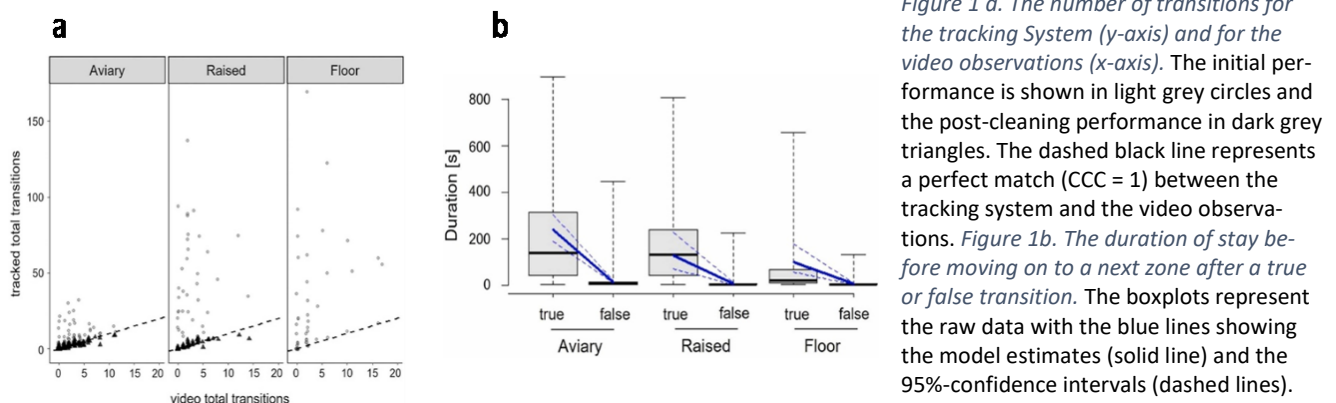 a
Aviary
Raised
Floor
150
100
50
0
tracked total transitions
0 5 10 15 20
0 5 10 15 20
0 5 10 15 20
video total transitions
b
800
600
400
200
0
Duration [s]
true false true false true false
Aviary Raised Floor
Figure 1 a. The number of transitions for
the tracking System (y-axis) and for the
video observations (x-axis). The initial per-
formance is shown in light grey circles and
the post-cleaning performance in dark grey
triangles. The dashed black line represents
a perfect match (CCC = 1) between the
tracking system and the video observa-
tions. Figure 1b. The duration of stay be-
fore moving on to a next zone after a true
or false transition. The boxplots represent
the raw data with the blue lines showing
the model estimates (solid line) and the
95%-confidence intervals (dashed lines).